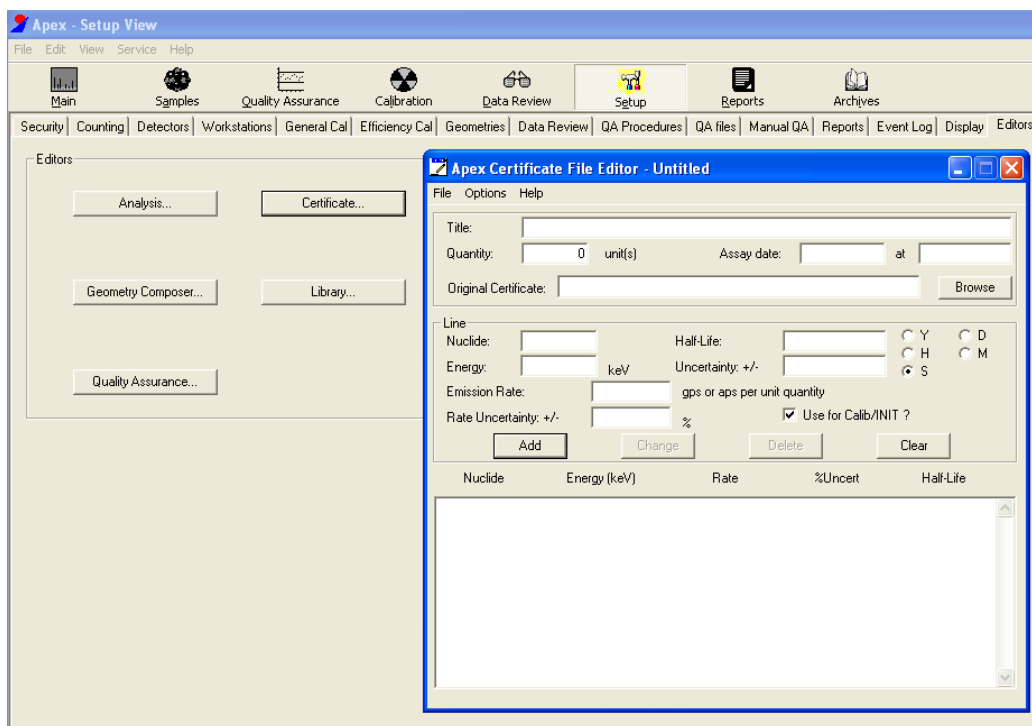 Apex - Setup View
File Edit View Service Help
Main Samples Quality Assurance Calibration Data Review Setup Reports Archives
Security Counting Detectors Workstations General Cal Efficiency Cal Geometries Data Review QA Procedures QA files Manual QA Reports Event Log Display Editors
Editors
Analysis... Certificate...
Geometry Composer... Library...
Quality Assurance...
Apex Certificate File Editor - Untitled
File Options Help
Title:
Quantity: 0 unit(s) Assay date: at
Original Certificate: Browse
Line
Nuclide: Half-Life: Y D
H M
Energy: keV Uncertainty: +/- S
Emission Rate: gps or aps per unit quantity
Rate Uncertainty: +/- % Use for Calib/INIT ?
Add Change Delete Clear
Nuclide Energy (keV) Rate %Uncert Half-Life